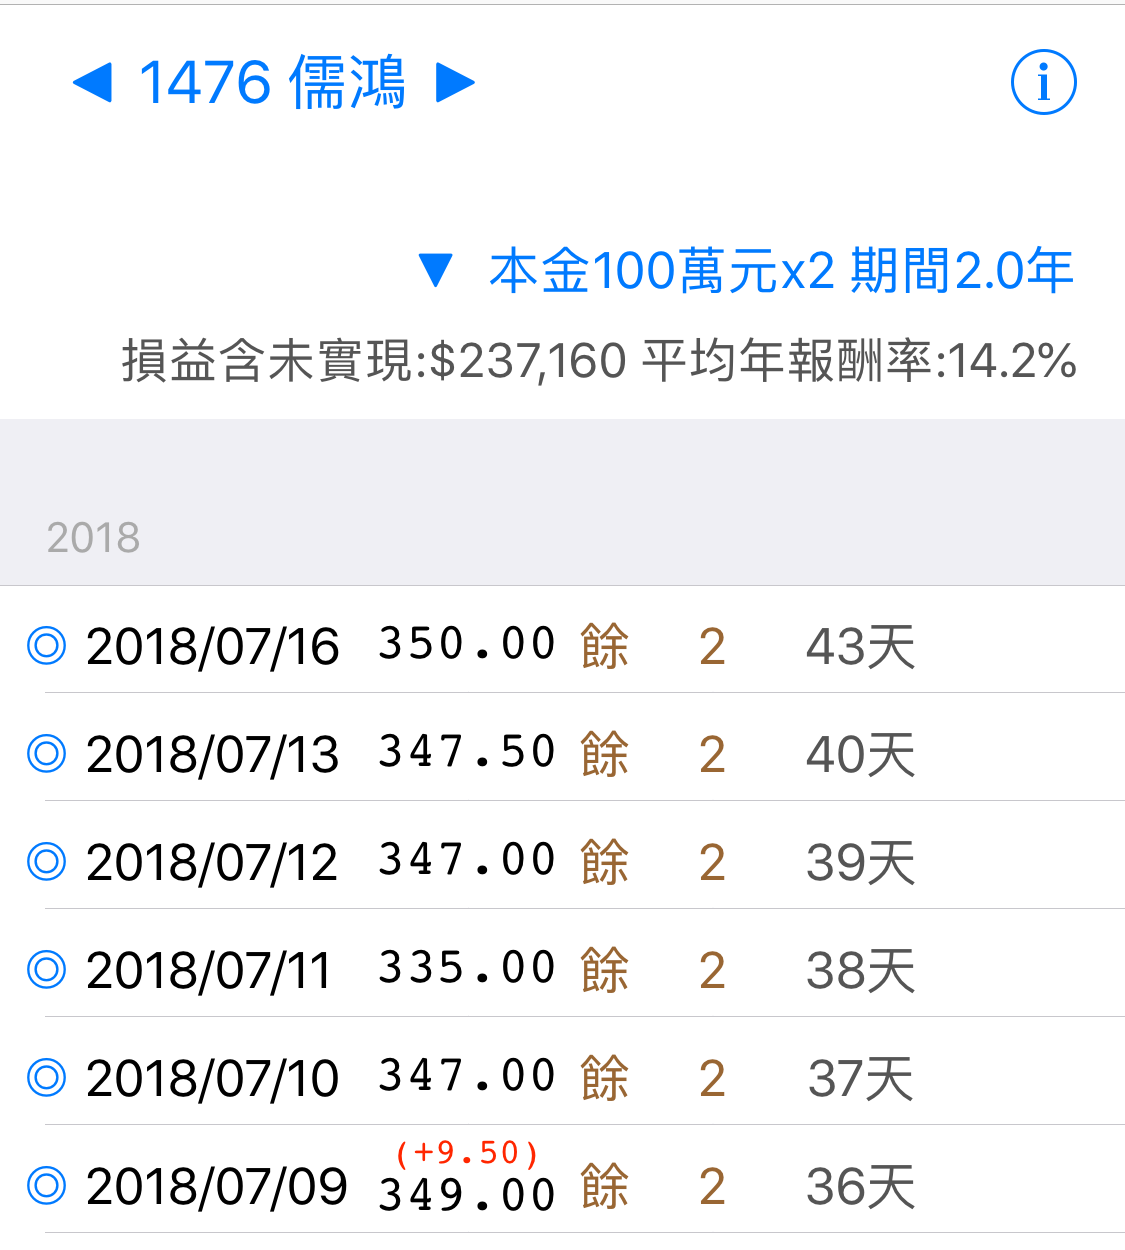 ◀ 1476 儒鴻 ▶ i
▼ 本金100萬元x2 期間2.0年
損益含未實現:$237,160 平均年報酬率:14.2%
2018
◎ 2018/07/16 350.00 餘 2 43天
◎ 2018/07/13 347.50 餘 2 40天
◎ 2018/07/12 347.00 餘 2 39天
◎ 2018/07/11 335.00 餘 2 38天
◎ 2018/07/10 347.00 餘 2 37天
(+9.50)
◎ 2018/07/09 349.00 餘 2 36天